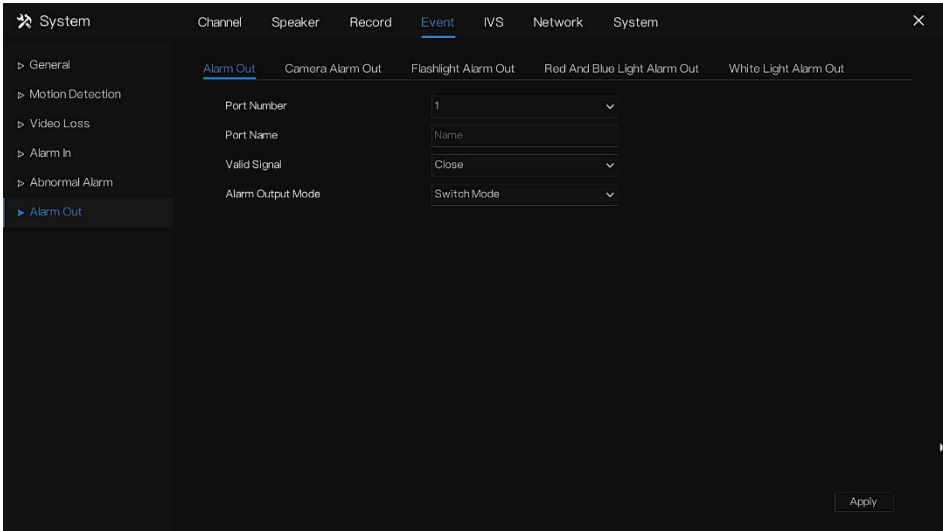 System
Channel Speaker Record Event IVS Network System
General
Motion Detection
Video Loss
Alarm In
Abnormal Alarm
Alarm Out
Alarm Out Camera Alarm Out Flashlight Alarm Out Red And Blue Light Alarm Out White Light Alarm Out
Port Number 1
Port Name Name
Valid Signal Close
Alarm Output Mode Switch Mode
Apply